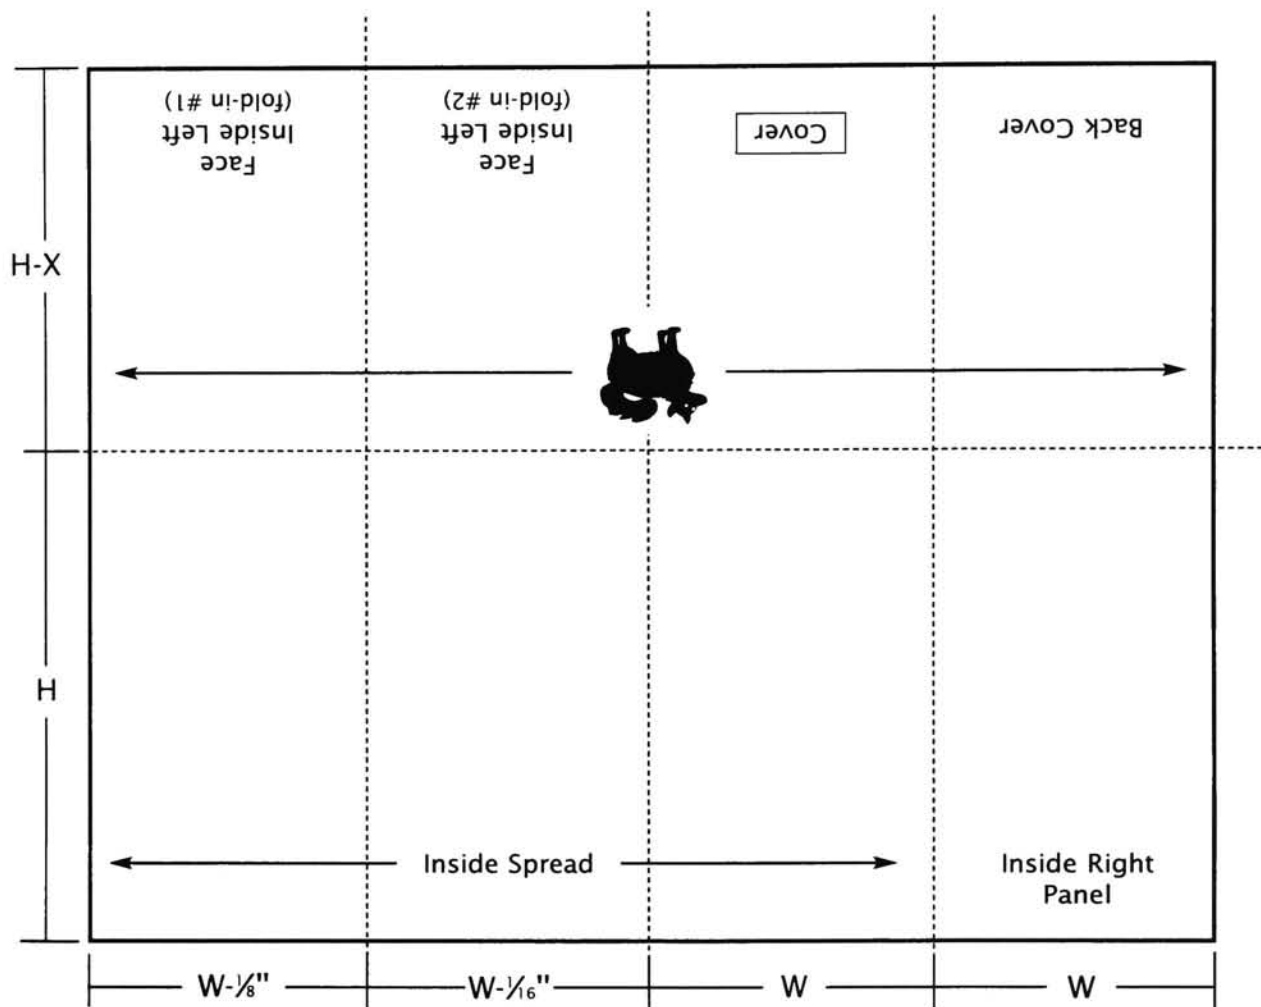 Face
Inside Left
(fold-in #1)
Face
Inside Left
(fold-in #2)
Cover
Back Cover
H-X
H
Inside Spread
Inside Right
Panel
W-⅛"
W-1⁄16"
W
W